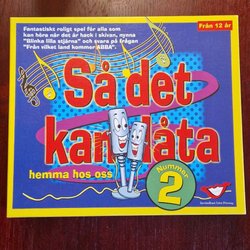 Från 12 år
Fantastiskt roligt spel för alla som
kan höra när det är hack i skivan, nynna
"Blinka lilla stjärna" och svara på frågan
"Från vilket land kommer ABBA".
Så det
kan låta
hemma hos oss
Nummer
2